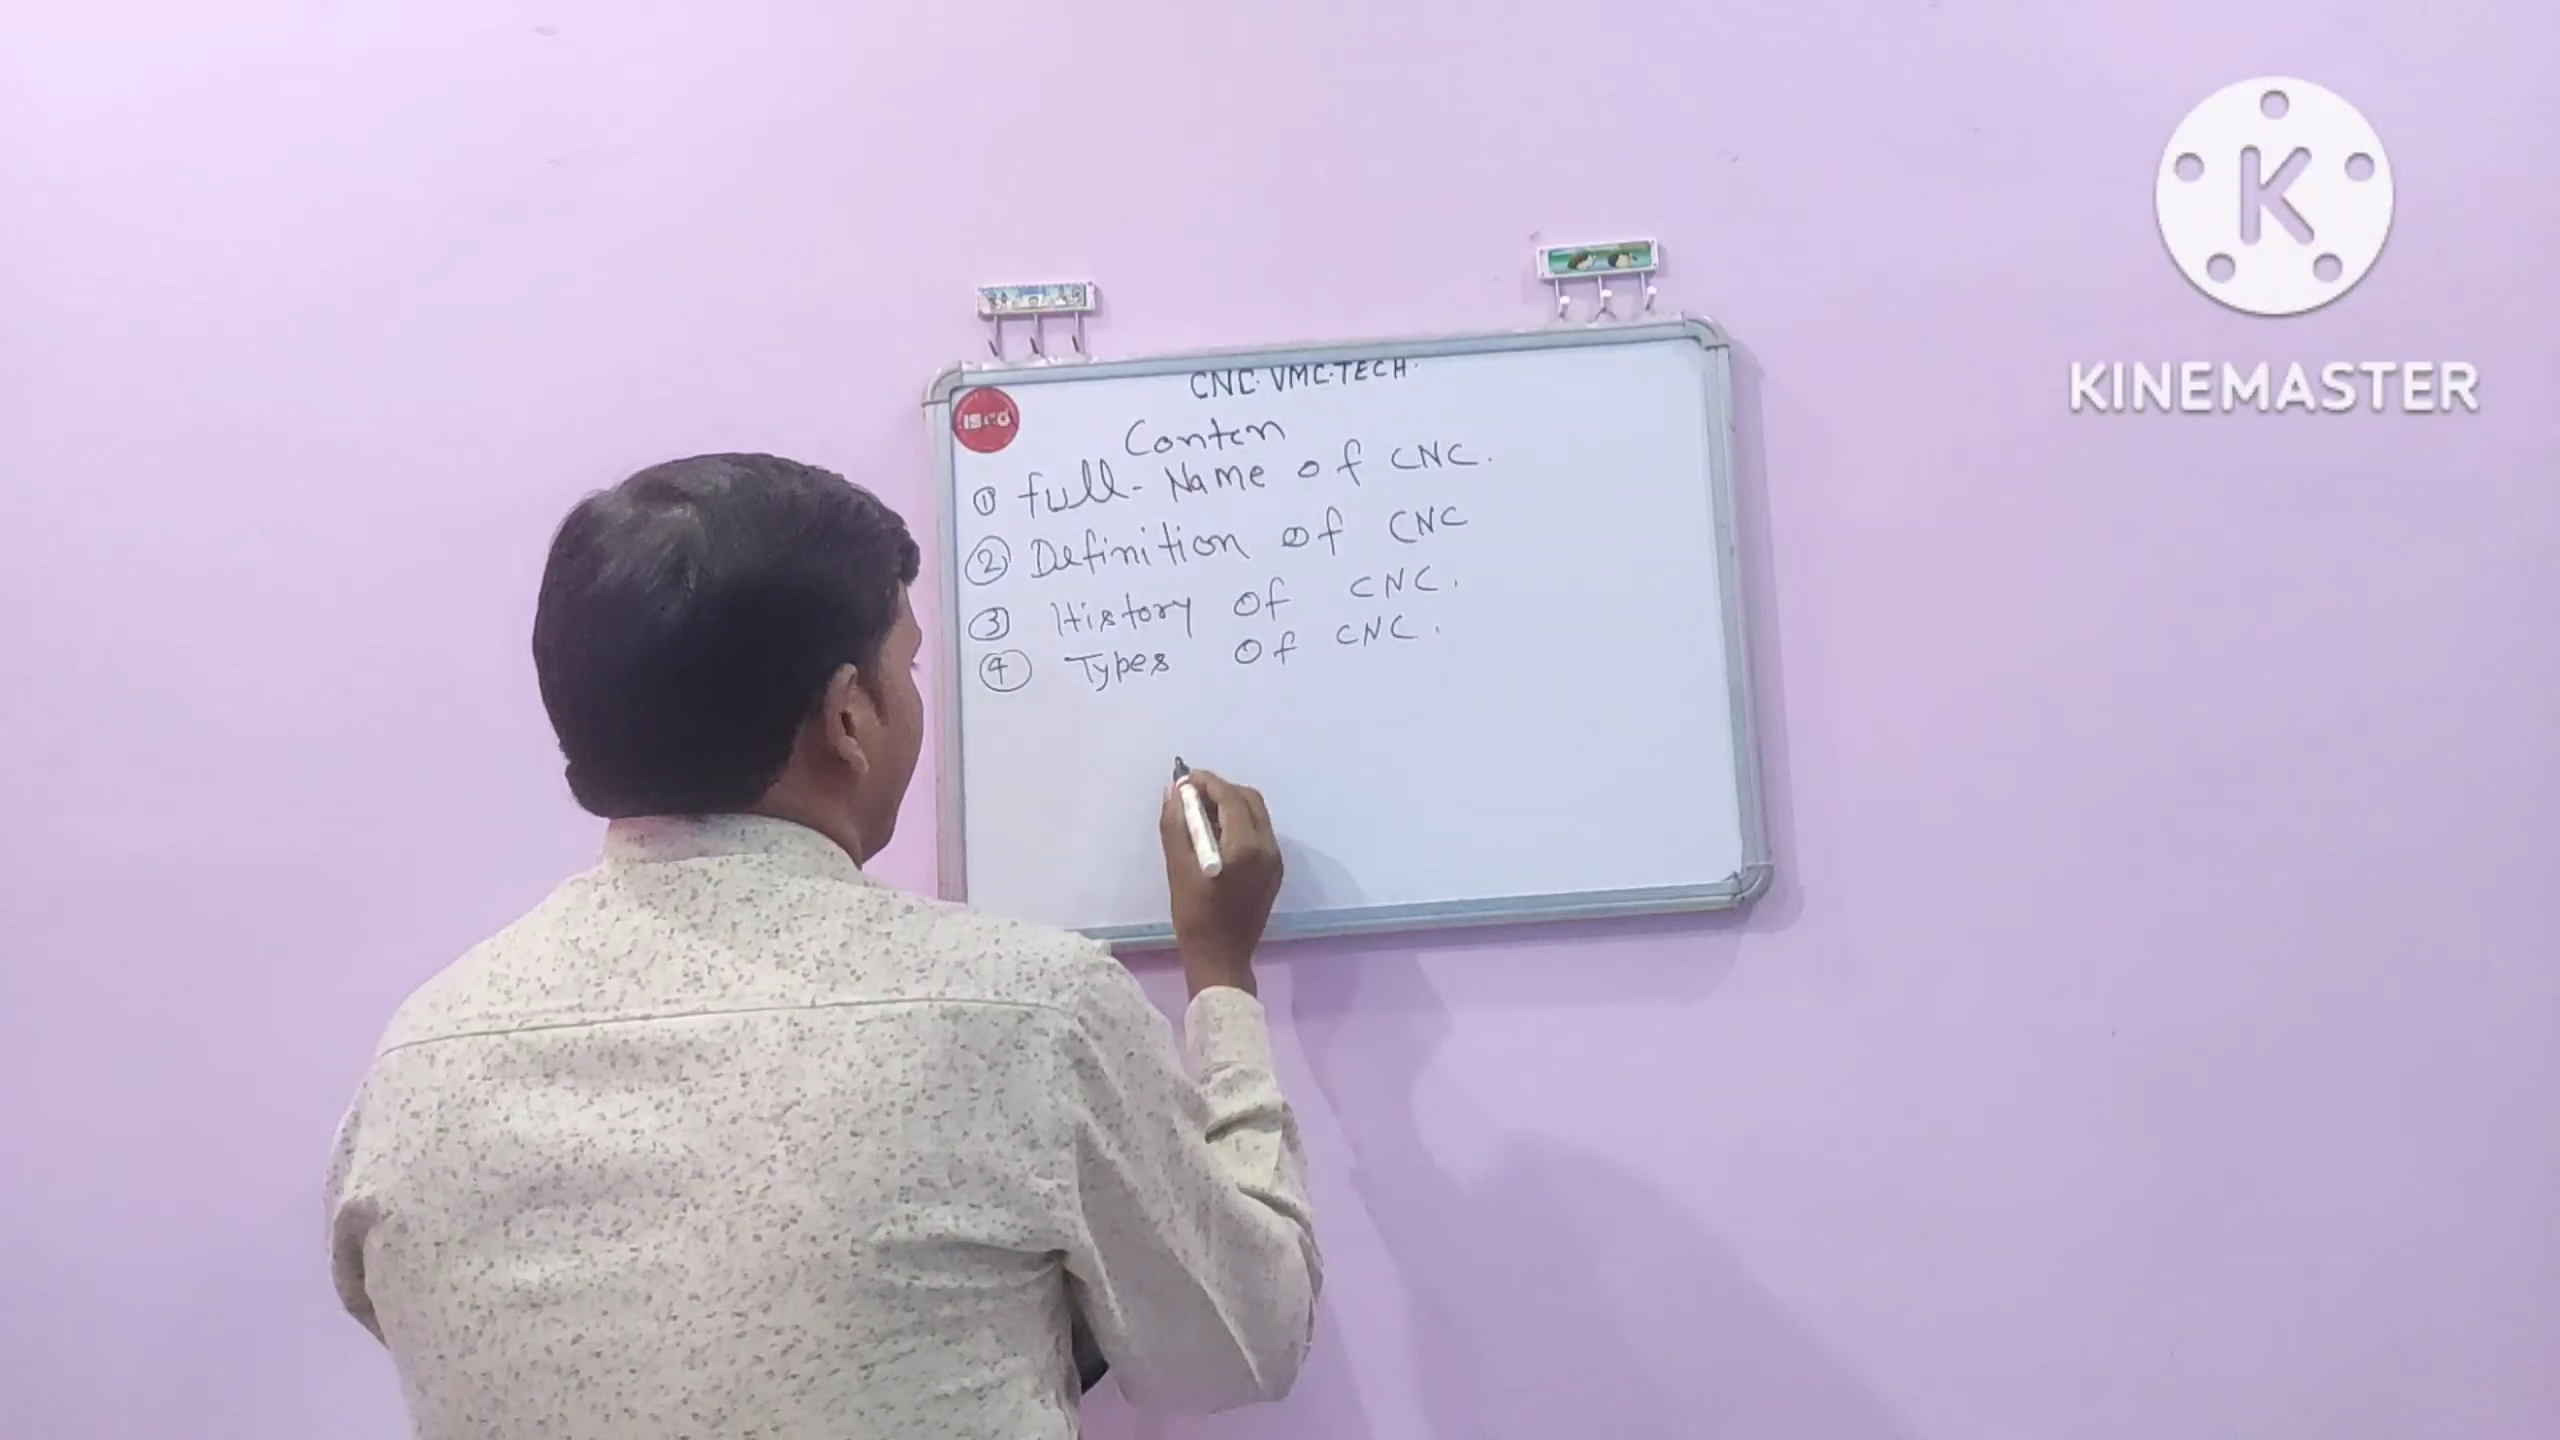 K
KINEMASTER
CNC. VMC.TECH.
ISCO
Conten
① full-Name of CNC.
② Definition of CNC
③ History of CNC.
④ Types of CNC.